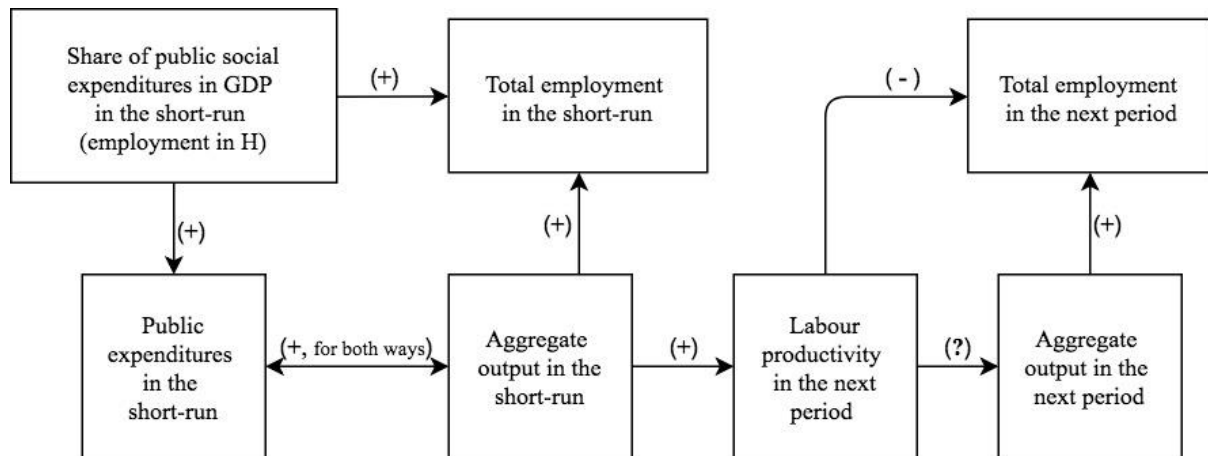 Share of public social
expenditures in GDP
in the short-run
(employment in H)
(+)
Total employment
in the short-run
(-)
Total employment
in the next period
(+)
(+)
(+)
Public
expenditures
in the
short-run
(+, for both ways)
Aggregate
output in the
short-run
(+)
Labour
productivity
in the next
period
(?)
Aggregate
output in the
next period